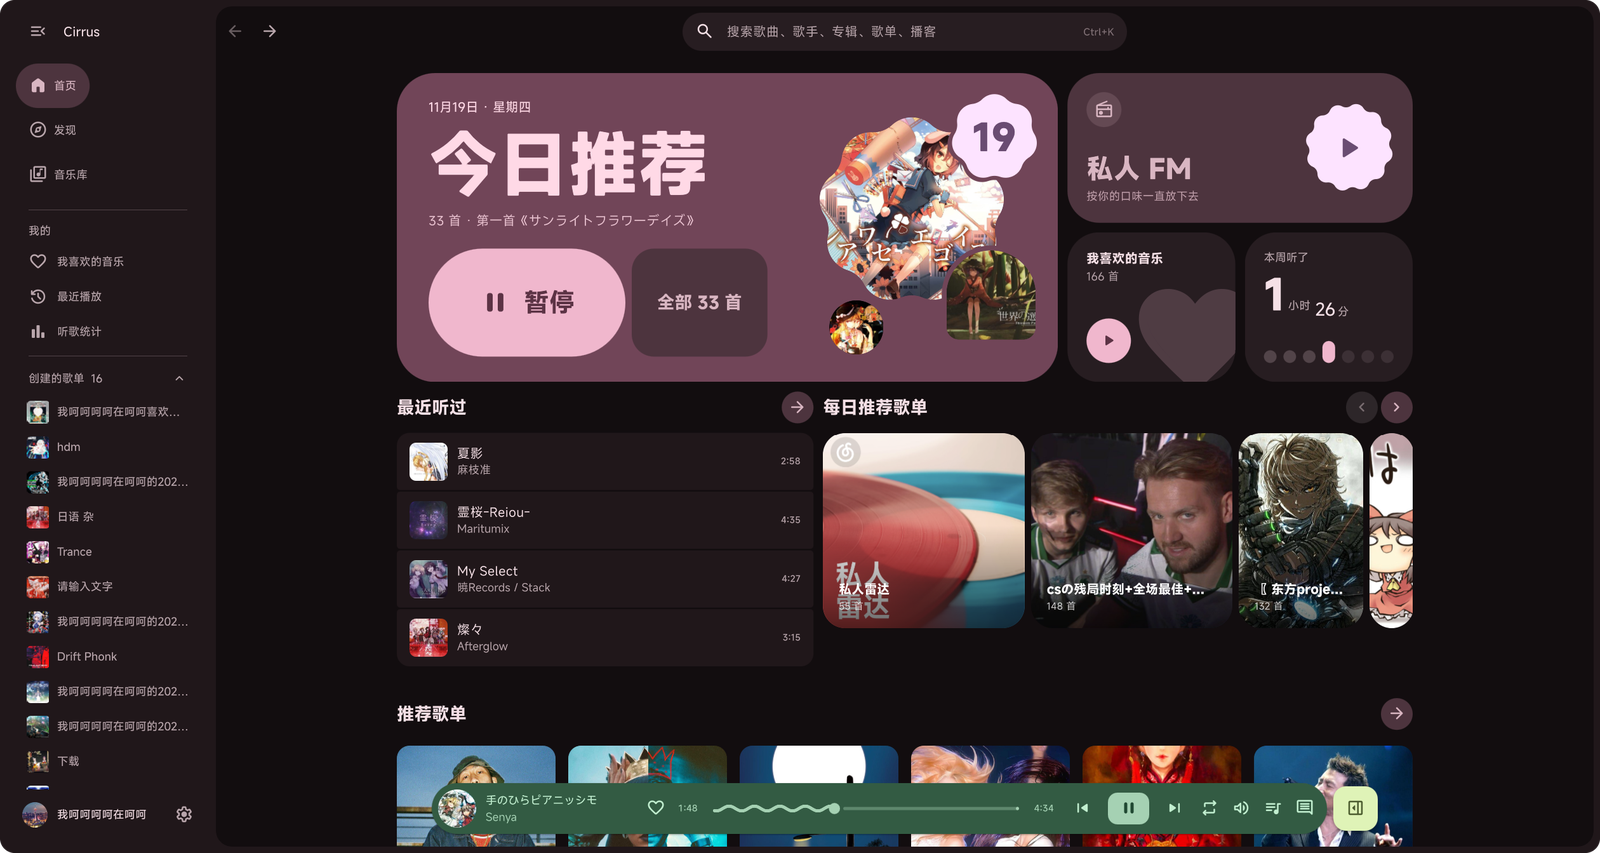 Cirrus
首页
发现
音乐库
我的
我喜欢的音乐
最近播放
听歌统计
创建的歌单 16
我呵呵呵呵在呵呵喜欢...
hdm
我呵呵呵呵在呵呵的202...
日语 杂
Trance
请输入文字
我呵呵呵呵在呵呵的202...
Drift Phonk
我呵呵呵呵在呵呵的202...
我呵呵呵呵在呵呵的202...
下载
我呵呵呵呵在呵呵
搜索歌曲、歌手、专辑、歌单、播客
Ctrl+K
11月19日 · 星期四
今日推荐
33 首 · 第一首《サンライトフラワーデイズ》
暂停
全部 33 首
19
私人 FM
按你的口味一直放下去
我喜欢的音乐
166 首
本周听了
1 小时 26 分
最近听过
夏影
麻枝准
2:58
霊桜-Reiou-
Maritumix
4:35
My Select
暁Records / Stack
4:27
燦々
Afterglow
3:15
每日推荐歌单
私人
雷达
私人雷达
55 首
csの残局时刻+全场最佳+...
148 首
〖 东方proje...
132 首
は
推荐歌单
手のひらピアニッシモ
Senya
1:48
4:34